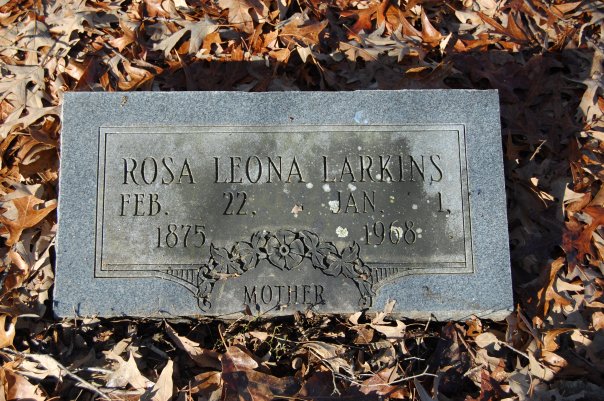 ROSA LEONA LARKINS
FEB. 22, JAN. 1,
1875 1968
MOTHER